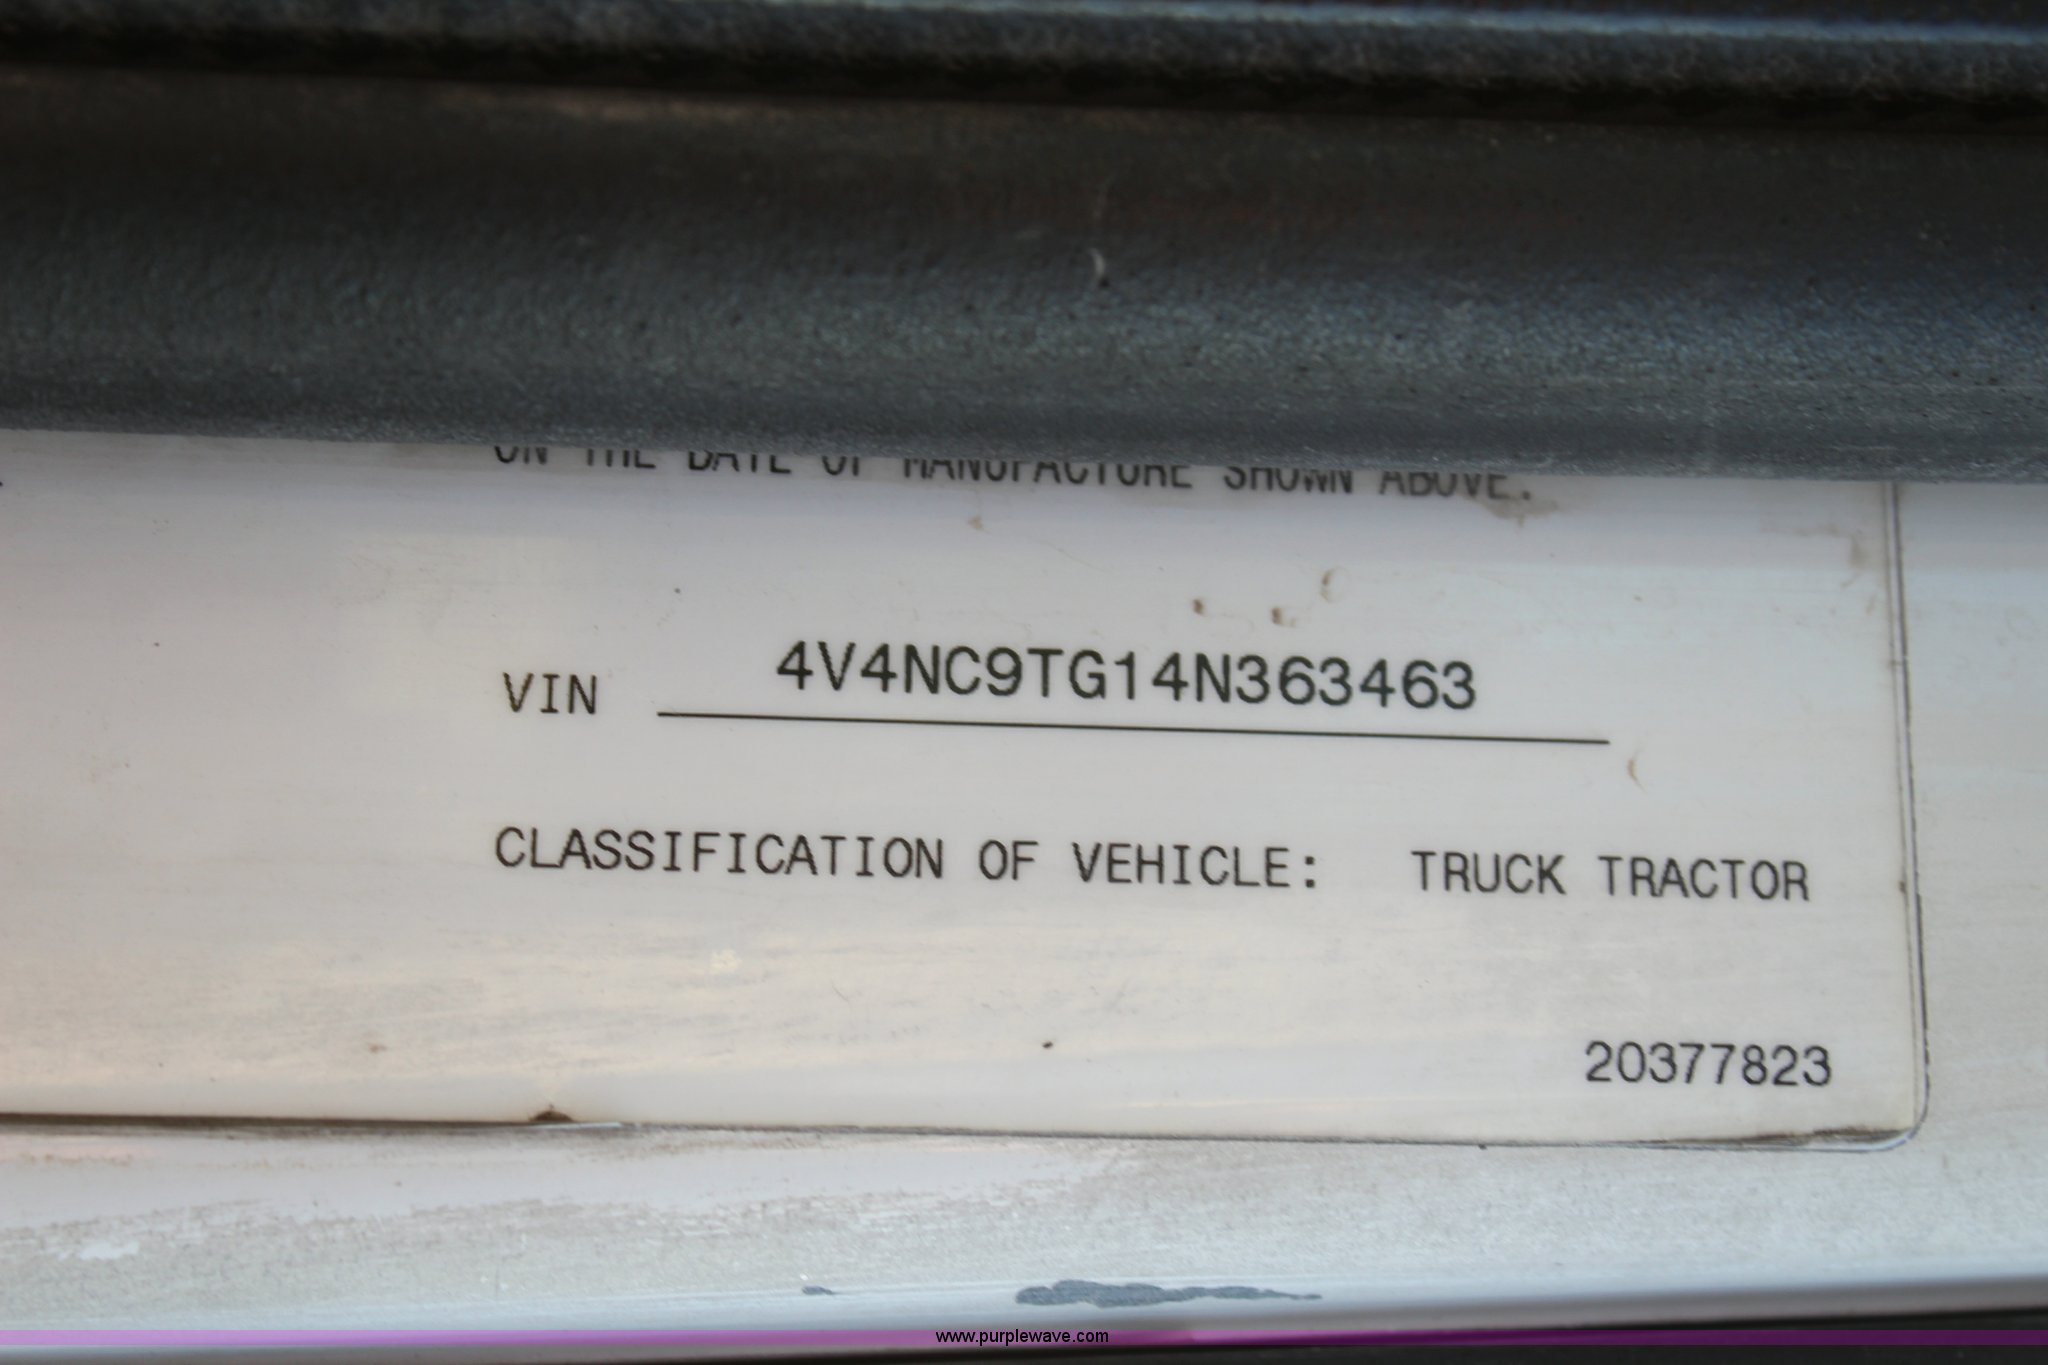 ON THE DATE OF MANUFACTURE SHOWN ABOVE.
VIN 4V4NC9TG14N363463
CLASSIFICATION OF VEHICLE: TRUCK TRACTOR
20377823
www.purplewave.com